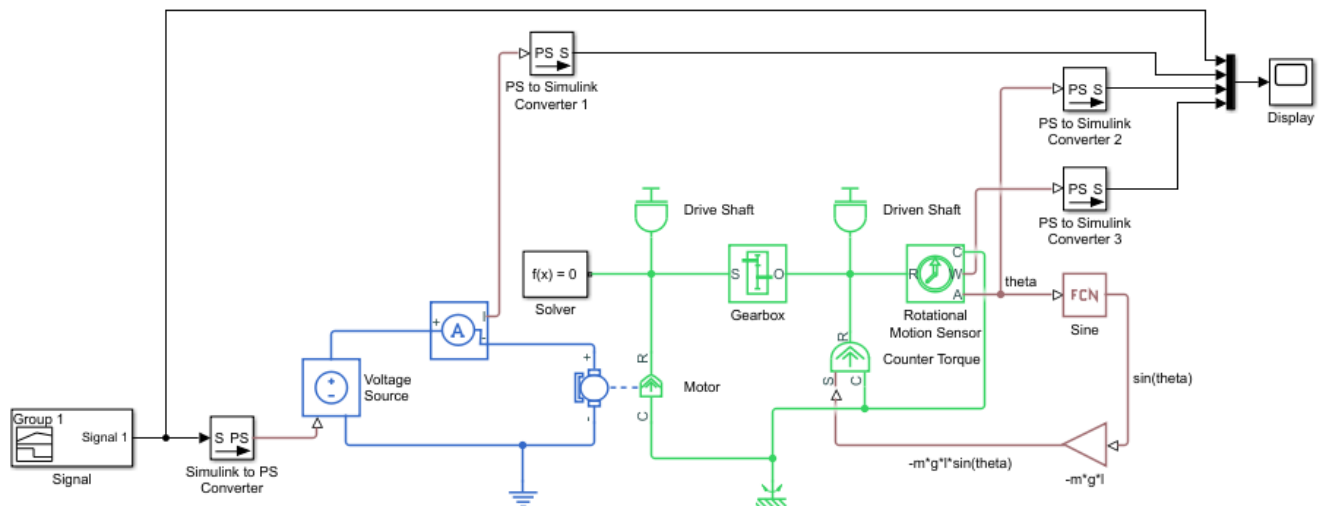 PS S
PS to Simulink
Converter 1
PS S
PS to Simulink
Converter 2
Display
PS S
PS to Simulink
Converter 3
Drive Shaft
Driven Shaft
f(x) = 0
Solver
S O
Gearbox
R C
W
A
Rotational
Motion Sensor
theta
FCN
Sine
sin(theta)
+ I
A
-
Voltage
Source
+
-
+
-
R
Motor
C
R
Counter Torque
S C
-m*g*l*sin(theta)
-m*g*l
Group 1
Signal 1
Signal
S PS
Simulink to PS
Converter